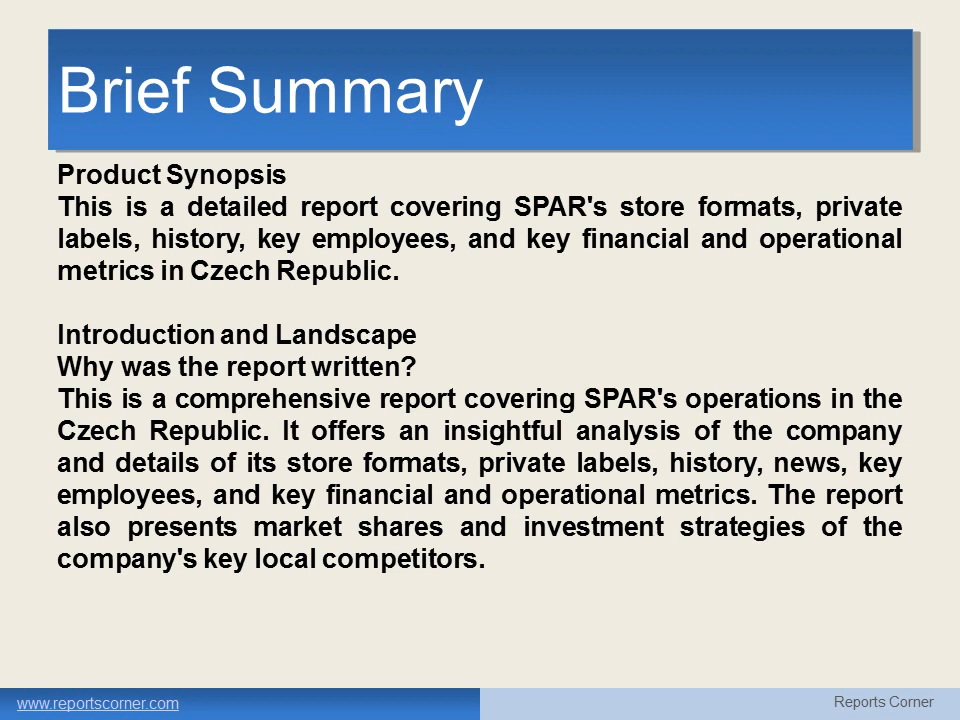 Brief Summary
Product Synopsis
This is a detailed report covering SPAR's store formats, private
labels, history, key employees, and key financial and operational
metrics in Czech Republic.
Introduction and Landscape
Why was the report written?
This is a comprehensive report covering SPAR's operations in the
Czech Republic. It offers an insightful analysis of the company
and details of its store formats, private labels, history, news, key
employees, and key financial and operational metrics. The report
also presents market shares and investment strategies of the
company's key local competitors.
www.reportscorner.com
Reports Corner